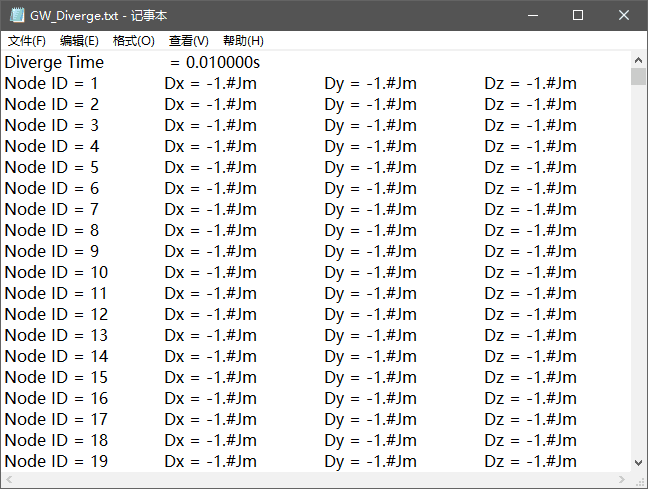 GW_Diverge.txt - 记事本
文件(F) 编辑(E) 格式(O) 查看(V) 帮助(H)
Diverge Time = 0.010000s
Node ID = 1 Dx = -1.#Jm Dy = -1.#Jm Dz = -1.#Jm
Node ID = 2 Dx = -1.#Jm Dy = -1.#Jm Dz = -1.#Jm
Node ID = 3 Dx = -1.#Jm Dy = -1.#Jm Dz = -1.#Jm
Node ID = 4 Dx = -1.#Jm Dy = -1.#Jm Dz = -1.#Jm
Node ID = 5 Dx = -1.#Jm Dy = -1.#Jm Dz = -1.#Jm
Node ID = 6 Dx = -1.#Jm Dy = -1.#Jm Dz = -1.#Jm
Node ID = 7 Dx = -1.#Jm Dy = -1.#Jm Dz = -1.#Jm
Node ID = 8 Dx = -1.#Jm Dy = -1.#Jm Dz = -1.#Jm
Node ID = 9 Dx = -1.#Jm Dy = -1.#Jm Dz = -1.#Jm
Node ID = 10 Dx = -1.#Jm Dy = -1.#Jm Dz = -1.#Jm
Node ID = 11 Dx = -1.#Jm Dy = -1.#Jm Dz = -1.#Jm
Node ID = 12 Dx = -1.#Jm Dy = -1.#Jm Dz = -1.#Jm
Node ID = 13 Dx = -1.#Jm Dy = -1.#Jm Dz = -1.#Jm
Node ID = 14 Dx = -1.#Jm Dy = -1.#Jm Dz = -1.#Jm
Node ID = 15 Dx = -1.#Jm Dy = -1.#Jm Dz = -1.#Jm
Node ID = 16 Dx = -1.#Jm Dy = -1.#Jm Dz = -1.#Jm
Node ID = 17 Dx = -1.#Jm Dy = -1.#Jm Dz = -1.#Jm
Node ID = 18 Dx = -1.#Jm Dy = -1.#Jm Dz = -1.#Jm
Node ID = 19 Dx = -1.#Jm Dy = -1.#Jm Dz = -1.#Jm